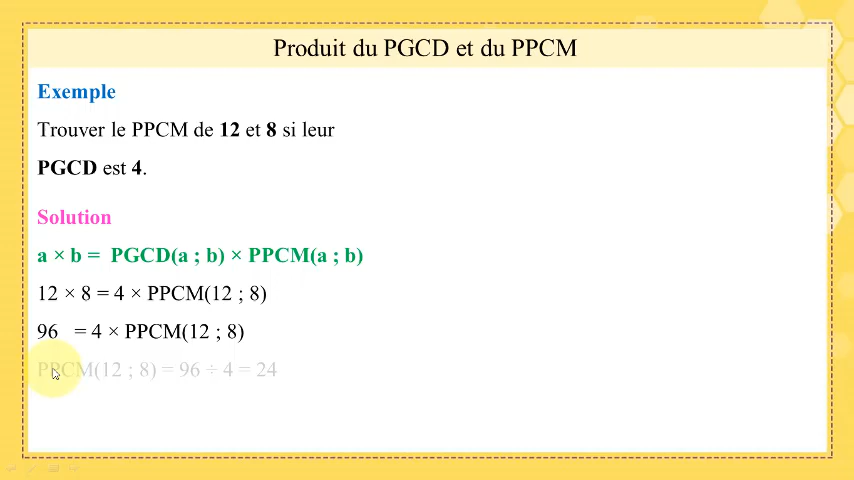 Produit du PGCD et du PPCM
Exemple
Trouver le PPCM de 12 et 8 si leur
PGCD est 4.
Solution
a × b = PGCD(a ; b) × PPCM(a ; b)
12 × 8 = 4 × PPCM(12 ; 8)
96 = 4 × PPCM(12 ; 8)
PPCM(12 ; 8) = 96 ÷ 4 = 24